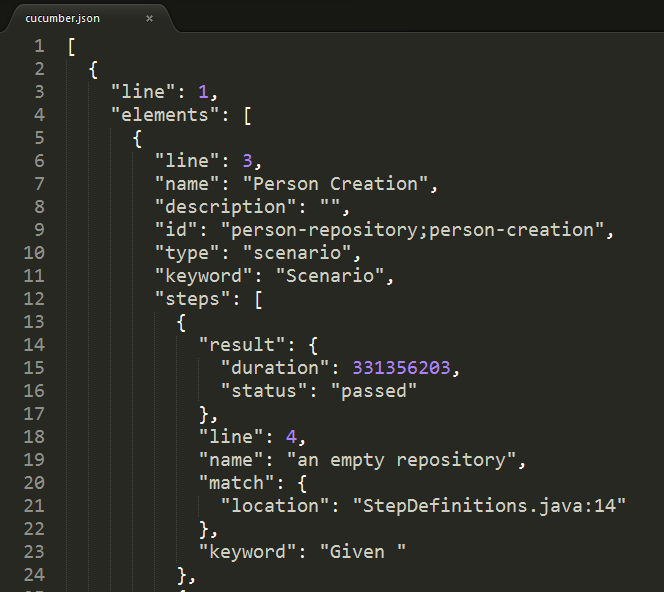 cucumber.json ×
1 [
2 {
3 "line": 1,
4 "elements": [
5 {
6 "line": 3,
7 "name": "Person Creation",
8 "description": "",
9 "id": "person-repository;person-creation",
10 "type": "scenario",
11 "keyword": "Scenario",
12 "steps": [
13 {
14 "result": {
15 "duration": 331356203,
16 "status": "passed"
17 },
18 "line": 4,
19 "name": "an empty repository",
20 "match": {
21 "location": "StepDefinitions.java:14"
22 },
23 "keyword": "Given "
24 },